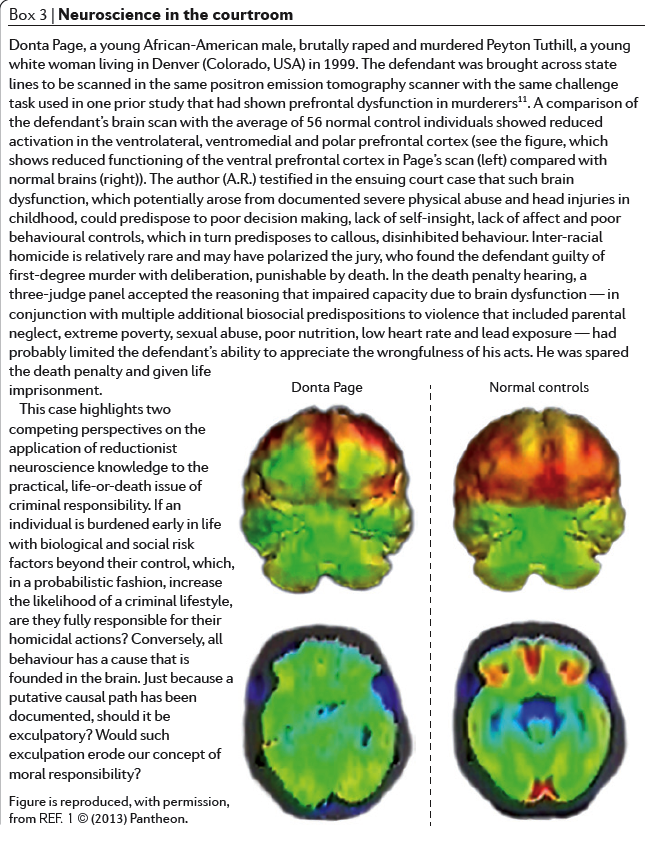 Box 3 | Neuroscience in the courtroom
Donta Page, a young African-American male, brutally raped and murdered Peyton Tuthill, a young
white woman living in Denver (Colorado, USA) in 1999. The defendant was brought across state
lines to be scanned in the same positron emission tomography scanner with the same challenge
task used in one prior study that had shown prefrontal dysfunction in murderers¹¹. A comparison of
the defendant's brain scan with the average of 56 normal control individuals showed reduced
activation in the ventrolateral, ventromedial and polar prefrontal cortex (see the figure, which
shows reduced functioning of the ventral prefrontal cortex in Page's scan (left) compared with
normal brains (right)). The author (A.R.) testified in the ensuing court case that such brain
dysfunction, which potentially arose from documented severe physical abuse and head injuries in
childhood, could predispose to poor decision making, lack of self-insight, lack of affect and poor
behavioural controls, which in turn predisposes to callous, disinhibited behaviour. Inter-racial
homicide is relatively rare and may have polarized the jury, who found the defendant guilty of
first-degree murder with deliberation, punishable by death. In the death penalty hearing, a
three-judge panel accepted the reasoning that impaired capacity due to brain dysfunction — in
conjunction with multiple additional biosocial predispositions to violence that included parental
neglect, extreme poverty, sexual abuse, poor nutrition, low heart rate and lead exposure — had
probably limited the defendant's ability to appreciate the wrongfulness of his acts. He was spared
the death penalty and given life
imprisonment.
This case highlights two
competing perspectives on the
application of reductionist
neuroscience knowledge to the
practical, life-or-death issue of
criminal responsibility. If an
individual is burdened early in life
with biological and social risk
factors beyond their control, which,
in a probabilistic fashion, increase
the likelihood of a criminal lifestyle,
are they fully responsible for their
homicidal actions? Conversely, all
behaviour has a cause that is
founded in the brain. Just because a
putative causal path has been
documented, should it be
exculpatory? Would such
exculpation erode our concept of
moral responsibility?
Figure is reproduced, with permission,
from REF. 1 © (2013) Pantheon.
Donta Page
Normal controls